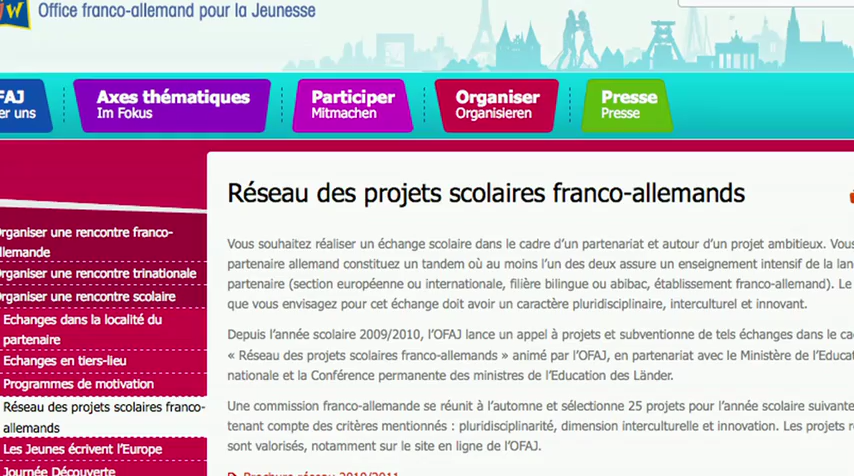 Office franco-allemand pour la Jeunesse
Axes thématiques
Im Fokus
Participer
Mitmachen
Organiser
Organisieren
Presse
Presse
Réseau des projets scolaires franco-allemands
Organiser une rencontre franco-
allemande
Organiser une rencontre trinationale
Organiser une rencontre scolaire
Echanges dans la localité du
partenaire
Echanges en tiers-lieu
Programmes de motivation
Réseau des projets scolaires franco-
allemands
Les Jeunes écrivent l'Europe
Journée Découverte
Vous souhaitez réaliser un échange scolaire dans le cadre d'un partenariat et autour d'un projet ambitieux.
partenaire allemand constituez un tandem où au moins l'un des deux assure un enseignement intensif de la
partenaire (section européenne ou internationale, filière bilingue ou abibac, établissement franco-allemand). Le
que vous envisagez pour cet échange doit avoir un caractère pluridisciplinaire, interculturel et innovant.
Depuis l'année scolaire 2009/2010, l'OFAJ lance un appel à projets et subventionne de tels échanges dans le
« Réseau des projets scolaires franco-allemands » animé par l'OFAJ, en partenariat avec le Ministère de
nationale et la Conférence permanente des ministres de l'Education des Länder.
Une commission franco-allemande se réunit à l'automne et sélectionne 25 projets pour l'année scolaire suivante
tenant compte des critères mentionnés : pluridisciplinarité, dimension interculturelle et innovation. Les projets
sont valorisés, notamment sur le site en ligne de l'OFAJ.
Brochure réseau 2010/2011